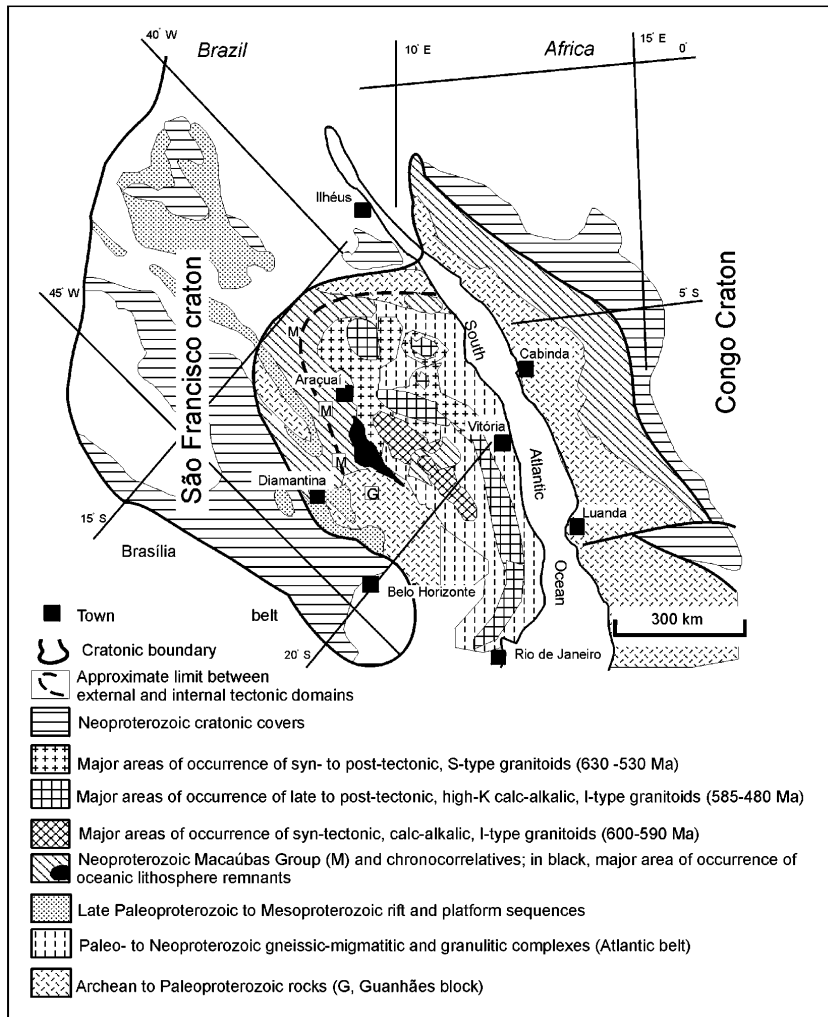 40° W
Brazil
10° E
Africa
15° E
0°
Ilhéus
45° W
São Francisco craton
Congo Craton
5° S
M
South
Cabinda
Araçuaí
M
Vitória
Atlantic
M
Diamantina
G
15° S
Luanda
Brasília
Ocean
Belo Horizonte
Town
belt
300 km
Cratonic boundary
20° S
Rio de Janeiro
Approximate limit between
external and internal tectonic domains
Neoproterozoic cratonic covers
Major areas of occurrence of syn- to post-tectonic, S-type granitoids (630 -530 Ma)
Major areas of occurrence of late to post-tectonic, high-K calc-alkalic, I-type granitoids (585-480 Ma)
Major areas of occurrence of syn-tectonic, calc-alkalic, I-type granitoids (600-590 Ma)
Neoproterozoic Macaúbas Group (M) and chronocorrelatives; in black, major area of occurrence of
oceanic lithosphere remnants
Late Paleoproterozoic to Mesoproterozoic rift and platform sequences
Paleo- to Neoproterozoic gneissic-migmatitic and granulitic complexes (Atlantic belt)
Archean to Paleoproterozoic rocks (G, Guanhães block)